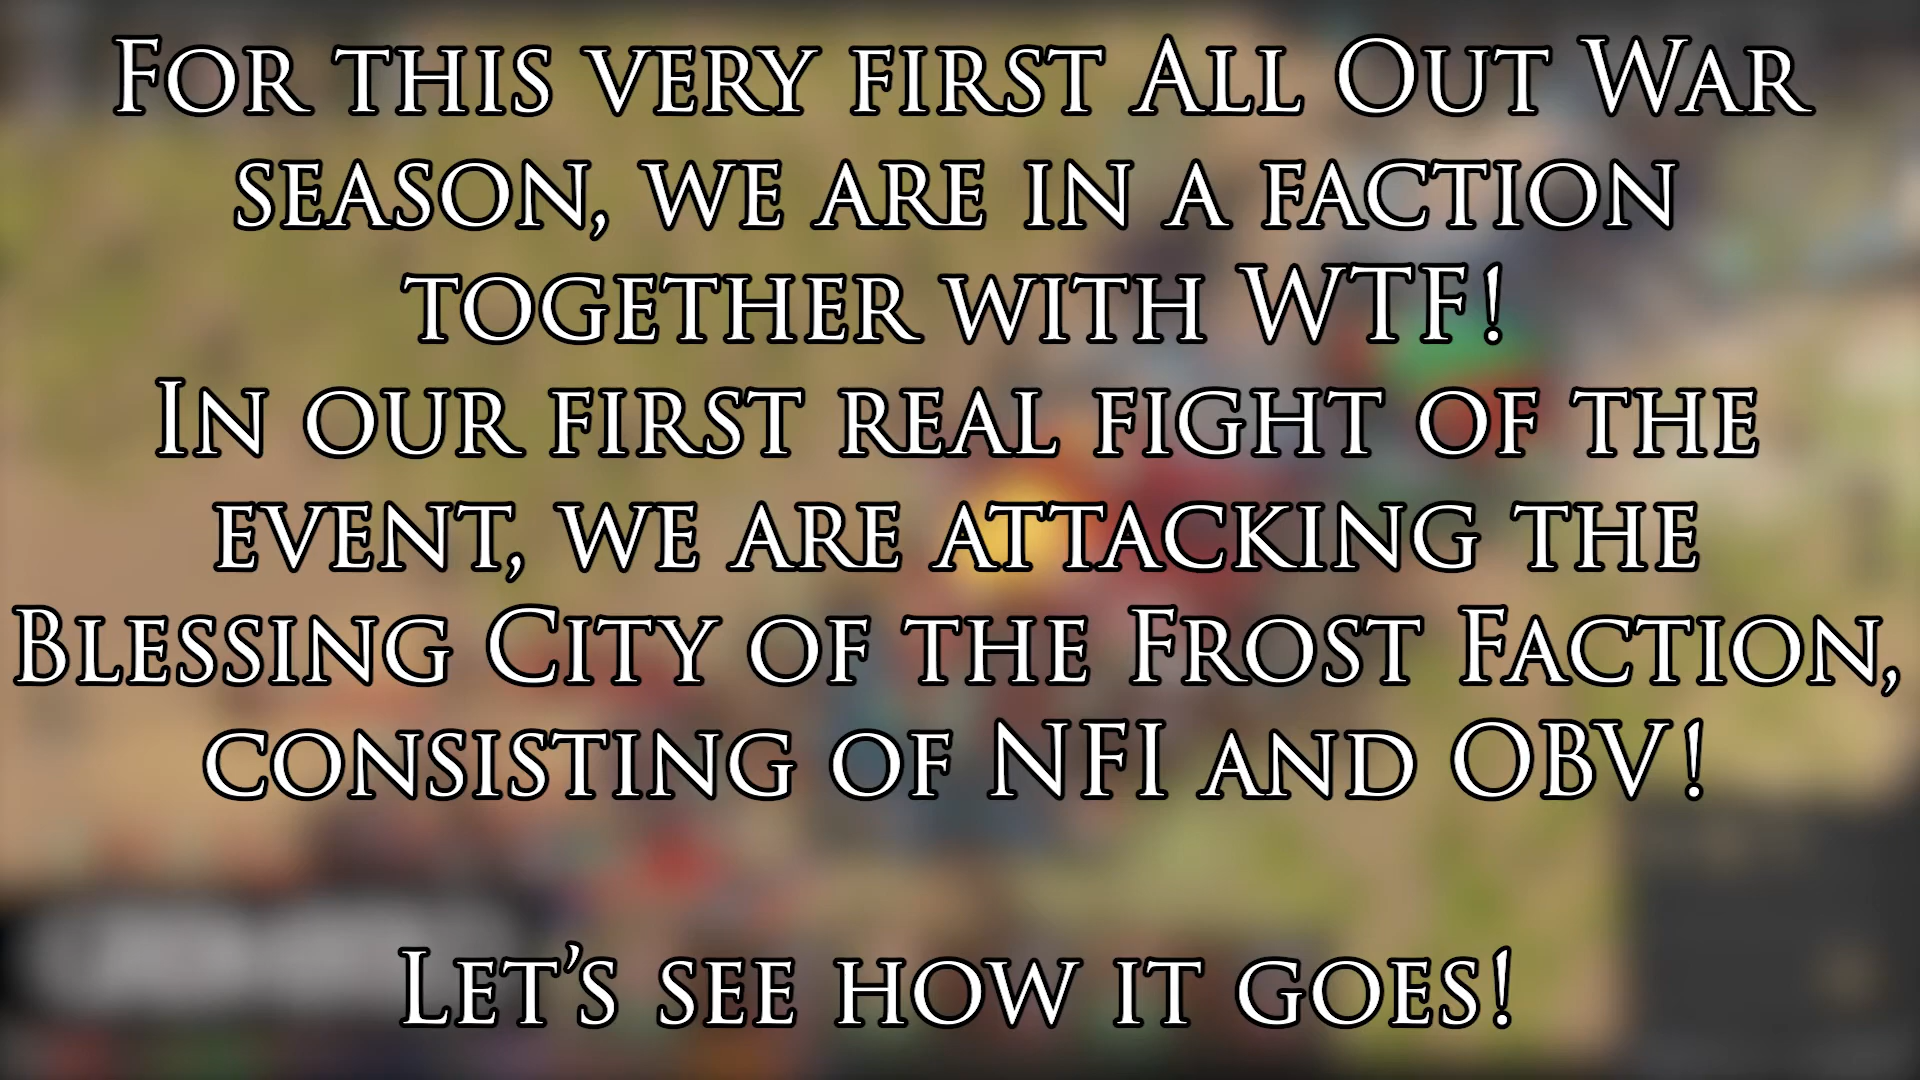 For this very first All Out War
season, we are in a faction
together with WTF!
In our first real fight of the
event, we are attacking the
Blessing City of the Frost Faction,
consisting of NFI and OBV!
Let's see how it goes!